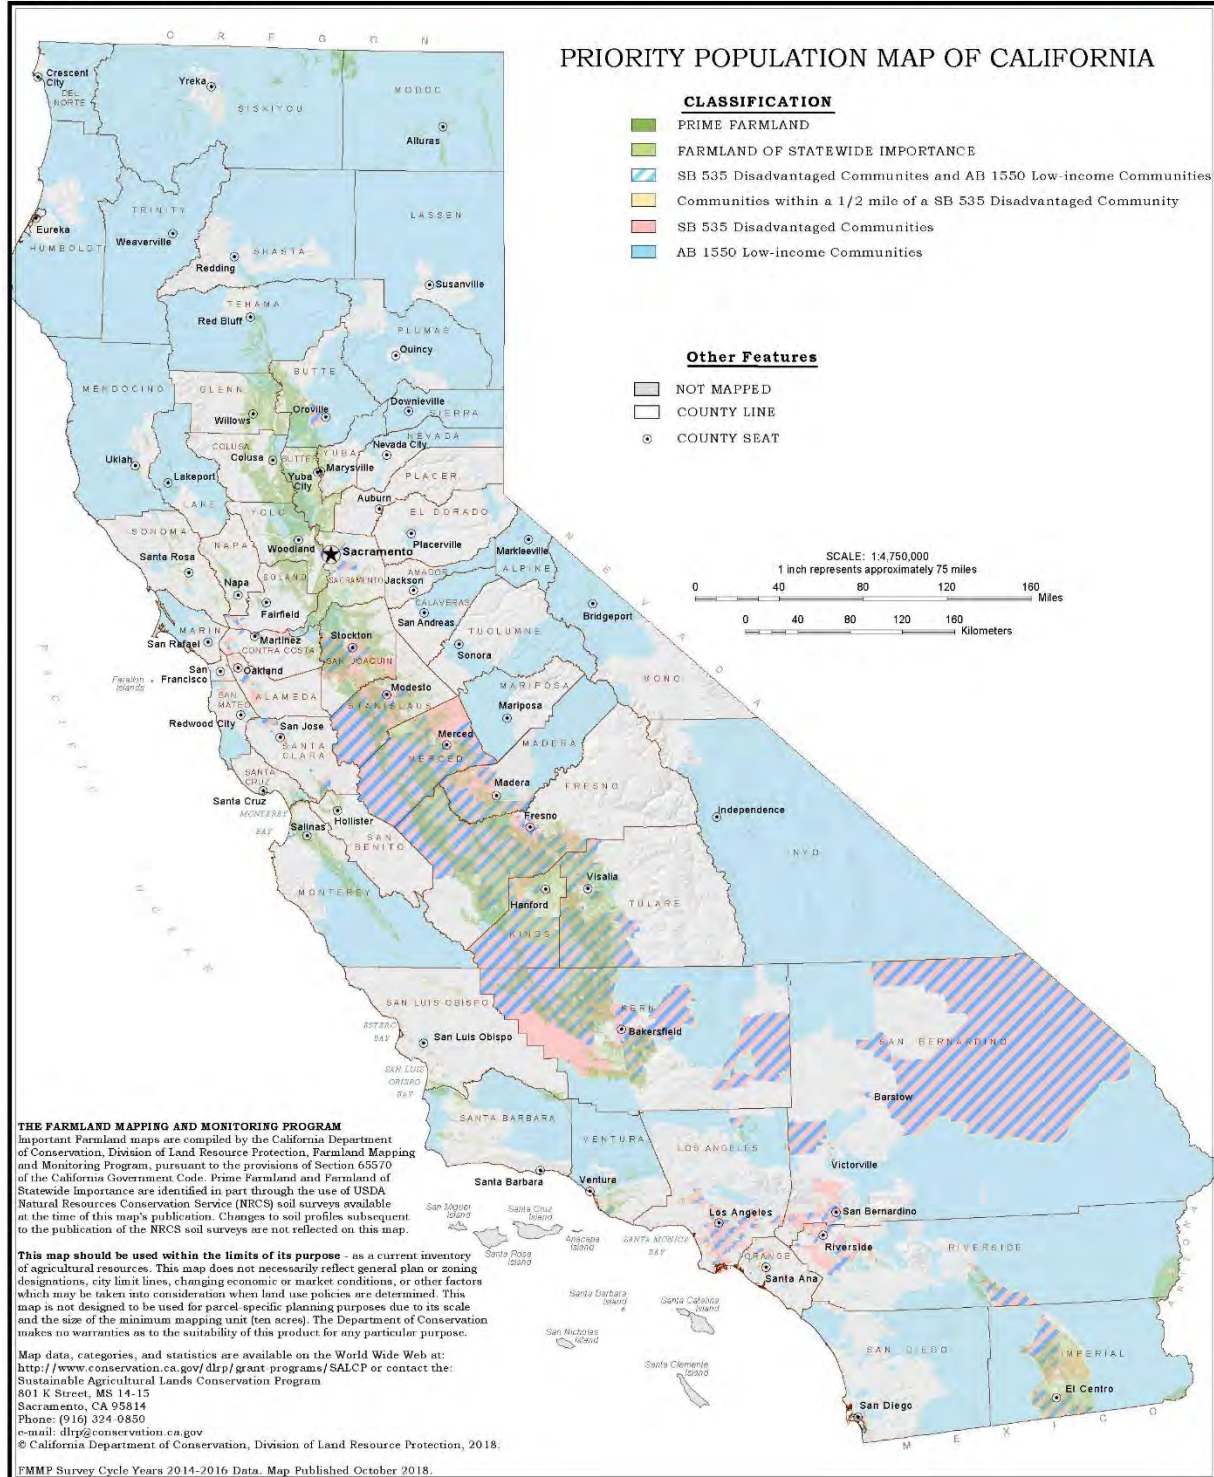 PRIORITY POPULATION MAP OF CALIFORNIA
CLASSIFICATION
PRIME FARMLAND
FARMLAND OF STATEWIDE IMPORTANCE
SB 535 Disadvantaged Communites and AB 1550 Low-income Communities
Communities within a 1/2 mile of a SB 535 Disadvantaged Community
SB 535 Disadvantaged Communities
AB 1550 Low-income Communities
Other Features
NOT MAPPED
COUNTY LINE
COUNTY SEAT
SCALE: 1:4,750,000
1 inch represents approximately 75 miles
0 40 80 120 160
Miles
0 40 80 120 160
Kilometers
OREGON
NEVADA
ARIZONA
MEXICO
PACIFIC
OCEAN
Crescent
City
DEL
NORTE
Yreka
SISKIYOU
MODOC
Alturas
Eureka
HUMBOLDT
TRINITY
Weaverville
SHASTA
Redding
LASSEN
Susanville
TEHAMA
Red Bluff
PLUMAS
Quincy
MENDOCINO
GLENN
Willows
BUTTE
Oroville
Downieville
SIERRA
NEVADA
Nevada City
COLUSA
Colusa
BUTTE
YUBA
Marysville
Yuba
City
Ukiah
Lakeport
LAKE
PLACER
Auburn
EL DORADO
Placerville
YOLO
Woodland
Sacramento
SACRAMENTO
SONOMA
Santa Rosa
NAPA
Napa
SOLANO
Fairfield
AMADOR
Jackson
ALPINE
Markleeville
CALAVERAS
San Andreas
TUOLUMNE
Sonora
Bridgeport
MONO
MARIN
San Rafael
Martinez
CONTRA COSTA
Stockton
SAN JOAQUIN
San
Francisco
Oakland
ALAMEDA
Farallon
Islands
SAN
MATEO
Redwood City
Modesto
STANISLAUS
MARIPOSA
Mariposa
San Jose
SANTA
CLARA
Merced
MERCED
MADERA
Madera
SANTA
CRUZ
Santa Cruz
MONTEREY
BAY
Salinas
Hollister
SAN
BENITO
FRESNO
Fresno
Independence
INYO
MONTEREY
Visalia
TULARE
Hanford
KINGS
SAN LUIS OBISPO
San Luis Obispo
ESTERO
BAY
SAN LUIS
OBISPO
BAY
KERN
Bakersfield
SAN BERNARDINO
Barstow
SANTA BARBARA
Santa Barbara
VENTURA
Ventura
LOS ANGELES
Los Angeles
Victorville
San Bernardino
Riverside
RIVERSIDE
ORANGE
Santa Ana
San Miguel
Island
Santa Cruz
Island
Santa Rosa
Island
Anacapa
Island
SANTA MONICA
BAY
Santa Barbara
Island
Santa Catalina
Island
San Nicholas
Island
Santa Clemente
Island
SAN DIEGO
San Diego
IMPERIAL
El Centro
THE FARMLAND MAPPING AND MONITORING PROGRAM
Important Farmland maps are compiled by the California Department
of Conservation, Division of Land Resource Protection, Farmland Mapping
and Monitoring Program, pursuant to the provisions of Section 65570
of the California Government Code. Prime Farmland and Farmland of
Statewide Importance are identified in part through the use of USDA
Natural Resources Conservation Service (NRCS) soil surveys available
at the time of this map's publication. Changes to soil profiles subsequent
to the publication of the NRCS soil surveys are not reflected on this map.
This map should be used within the limits of its purpose - as a current inventory
of agricultural resources. This map does not necessarily reflect general plan or zoning
designations, city limit lines, changing economic or market conditions, or other factors
which may be taken into consideration when land use policies are determined. This
map is not designed to be used for parcel-specific planning purposes due to its scale
and the size of the minimum mapping unit (ten acres). The Department of Conservation
makes no warranties as to the suitability of this product for any particular purpose.
Map data, categories, and statistics are available on the World Wide Web at:
http://www.conservation.ca.gov/dlrp/grant-programs/SALCP or contact the:
Sustainable Agricultural Lands Conservation Program
801 K Street, MS 14-15
Sacramento, CA 95814
Phone: (916) 324-0850
e-mail: dlrp@conservation.ca.gov
© California Department of Conservation, Division of Land Resource Protection, 2018.
FMMP Survey Cycle Years 2014-2016 Data. Map Published October 2018.